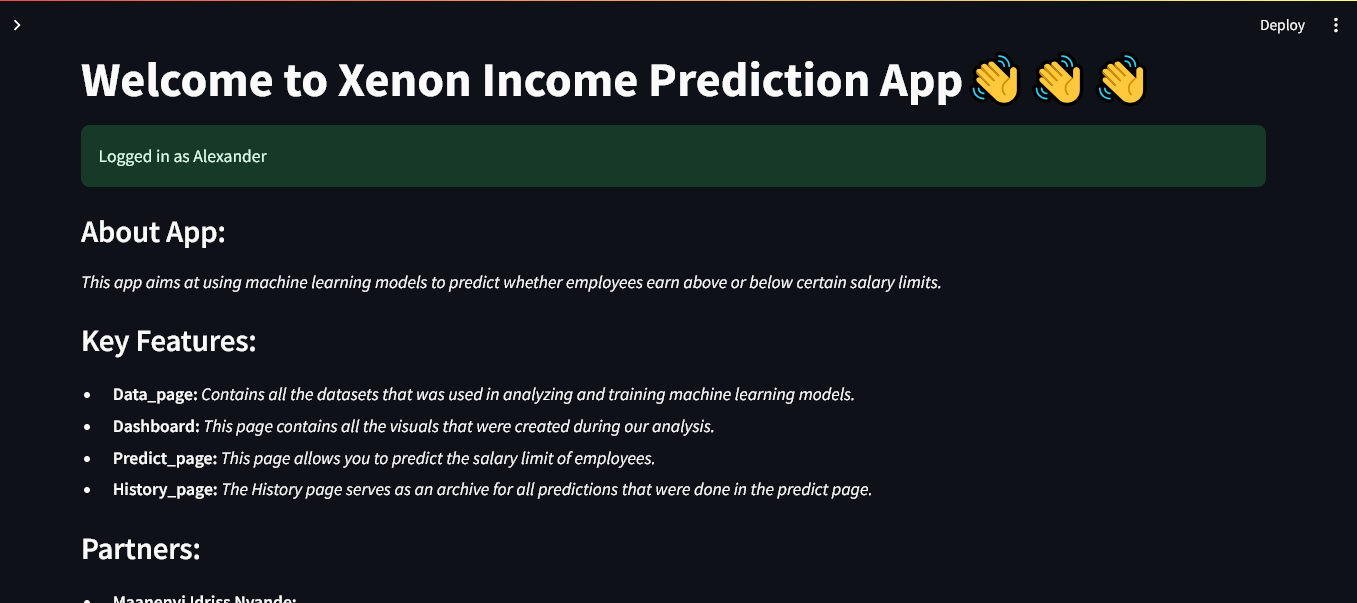 Deploy
Welcome to Xenon Income Prediction App 👋 👋 👋
Logged in as Alexander
About App:
This app aims at using machine learning models to predict whether employees earn above or below certain salary limits.
Key Features:
• Data_page: Contains all the datasets that was used in analyzing and training machine learning models.
• Dashboard: This page contains all the visuals that were created during our analysis.
• Predict_page: This page allows you to predict the salary limit of employees.
• History_page: The History page serves as an archive for all predictions that were done in the predict page.
Partners: